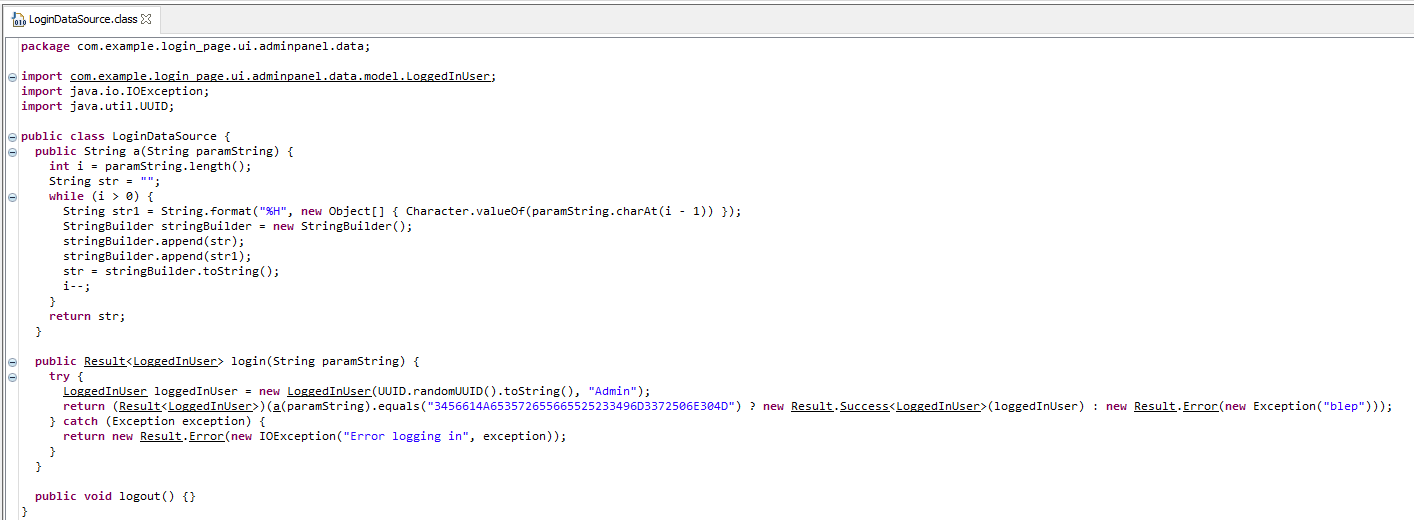 LoginDataSource.class
package com.example.login_page.ui.adminpanel.data;
import com.example.login_page.ui.adminpanel.data.model.LoggedInUser;
import java.io.IOException;
import java.util.UUID;
public class LoginDataSource {
public String a(String paramString) {
int i = paramString.length();
String str = "";
while (i > 0) {
String str1 = String.format("%H", new Object[] { Character.valueOf(paramString.charAt(i - 1)) });
StringBuilder stringBuilder = new StringBuilder();
stringBuilder.append(str);
stringBuilder.append(str1);
str = stringBuilder.toString();
i--;
}
return str;
}
public Result<LoggedInUser> login(String paramString) {
try {
LoggedInUser loggedInUser = new LoggedInUser(UUID.randomUUID().toString(), "Admin");
return (Result<LoggedInUser>)(a(paramString).equals("3456614A653572655665525233496D3372506E304D") ? new Result.Success<LoggedInUser>(loggedInUser) : new Result.Error(new Exception("blep")));
} catch (Exception exception) {
return new Result.Error(new IOException("Error logging in", exception));
}
}
public void logout() {}
}